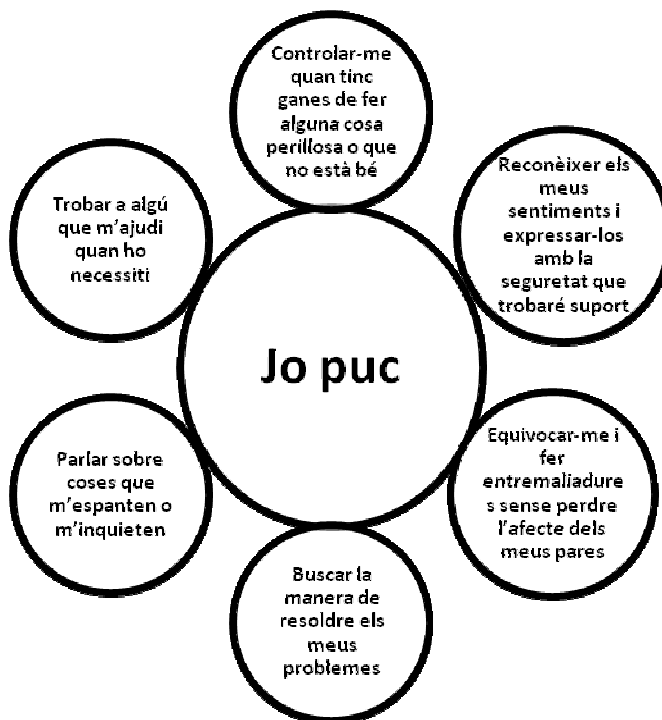 Controlar-me
quan tinc
ganes de fer
alguna cosa
perillosa o que
no està bé
Reconèixer els
meus
sentiments i
expressar-los
amb la
seguretat que
trobaré suport
Equivocar-me i
fer
entremaliadure
s sense perdre
l'afecte dels
meus pares
Buscar la
manera de
resoldre els
meus
problemes
Parlar sobre
coses que
m'espanten o
m'inquieten
Trobar a algú
que m'ajudi
quan ho
necessiti
Jo puc